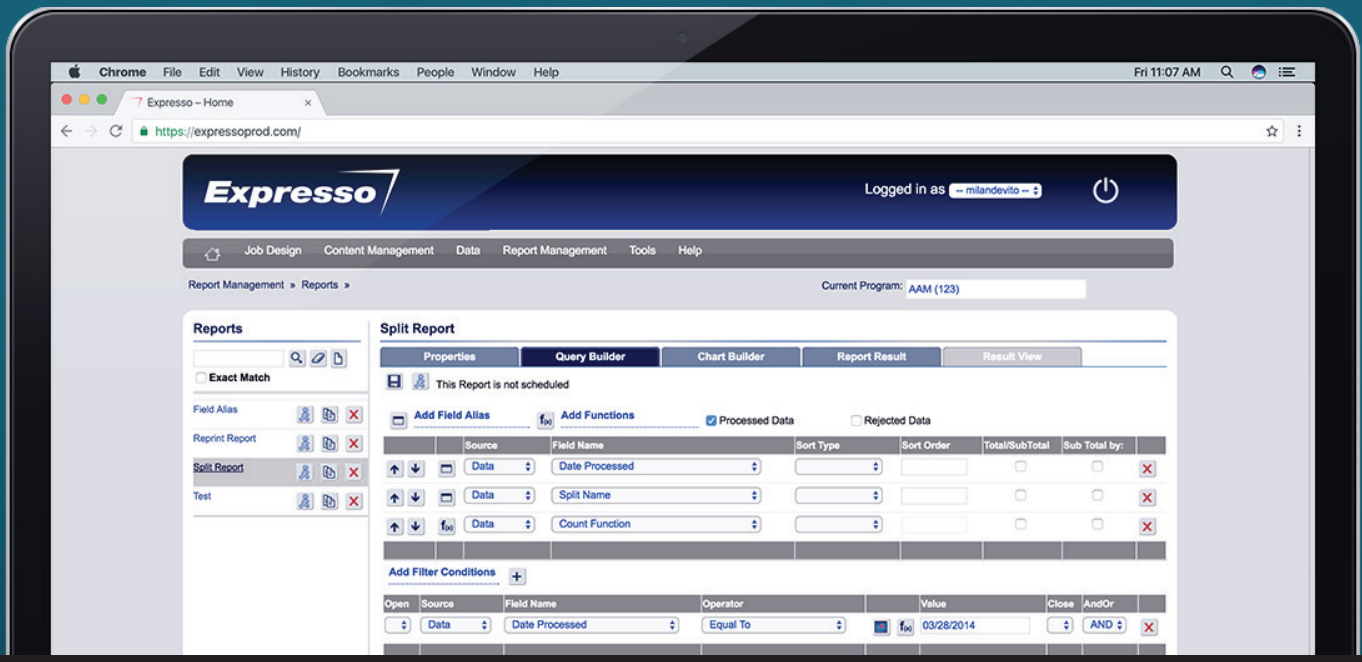 Chrome File Edit View History Bookmarks People Window Help Fri 11:07 AM
Expresso – Home
https://expressoprod.com/
Expresso
Logged in as -- milandevito --
Job Design Content Management Data Report Management Tools Help
Report Management » Reports »
Current Program: AAM (123)
Reports
Exact Match
Field Alias
Reprint Report
Split Report
Test
Split Report
Properties Query Builder Chart Builder Report Result Result View
This Report is not scheduled
Add Field Alias f(x) Add Functions Processed Data Rejected Data
Source Field Name Sort Type Sort Order Total/SubTotal Sub Total by:
Data Date Processed
Data Split Name
f(x) Data Count Function
Add Filter Conditions
Open Source Field Name Operator Value Close AndOr
Data Date Processed Equal To f(x) 03/28/2014 AND